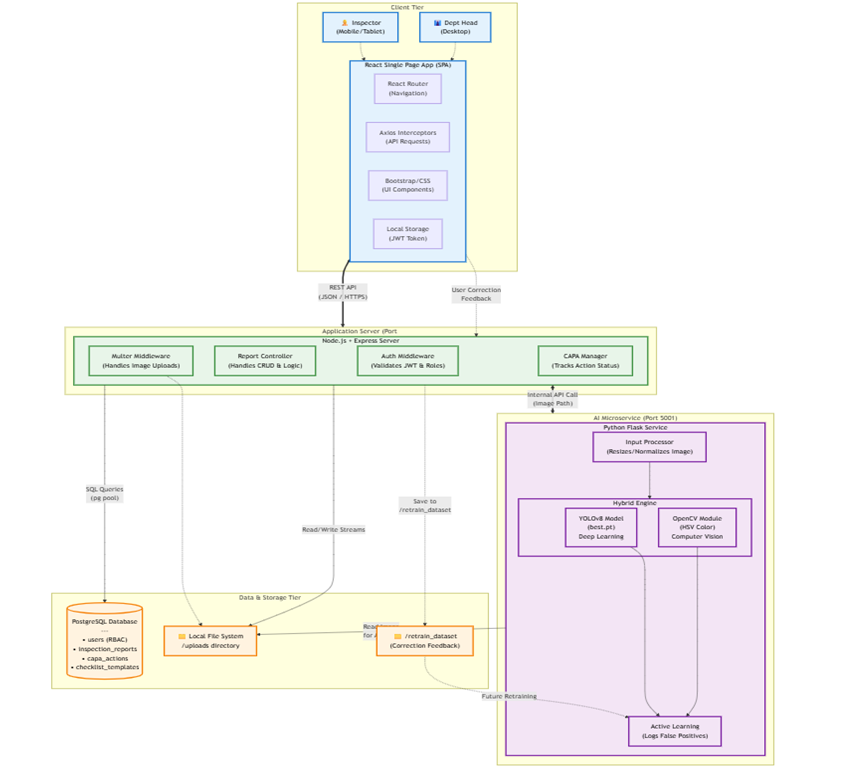 Client Tier
Inspector
(Mobile/Tablet)
Dept Head
(Desktop)
React Single Page App (SPA)
React Router
(Navigation)
Axios Interceptors
(API Requests)
Bootstrap/CSS
(UI Components)
Local Storage
(JWT Token)
REST API
(JSON / HTTPS)
User Correction
Feedback
Application Server (Port
Node.js + Express Server
Multer Middleware
(Handles Image Uploads)
Report Controller
(Handles CRUD & Logic)
Auth Middleware
(Validates JWT & Roles)
CAPA Manager
(Tracks Action Status)
Internal API Call
(Image Path)
AI Microservice (Port 5001)
Python Flask Service
Input Processor
(Resizes/Normalizes Image)
Hybrid Engine
YOLOv8 Model
(best.pt)
Deep Learning
OpenCV Module
(HSV Color)
Computer Vision
SQL Queries
(pg pool)
Save to
/retrain_dataset
Read/Write Streams
Data & Storage Tier
PostgreSQL Database
---
• users (RBAC)
• inspection_reports
• capa_actions
• checklist_templates
Local File System
/uploads directory
Read
for
/retrain_dataset
(Correction Feedback)
Future Retraining
Active Learning
(Logs False Positives)